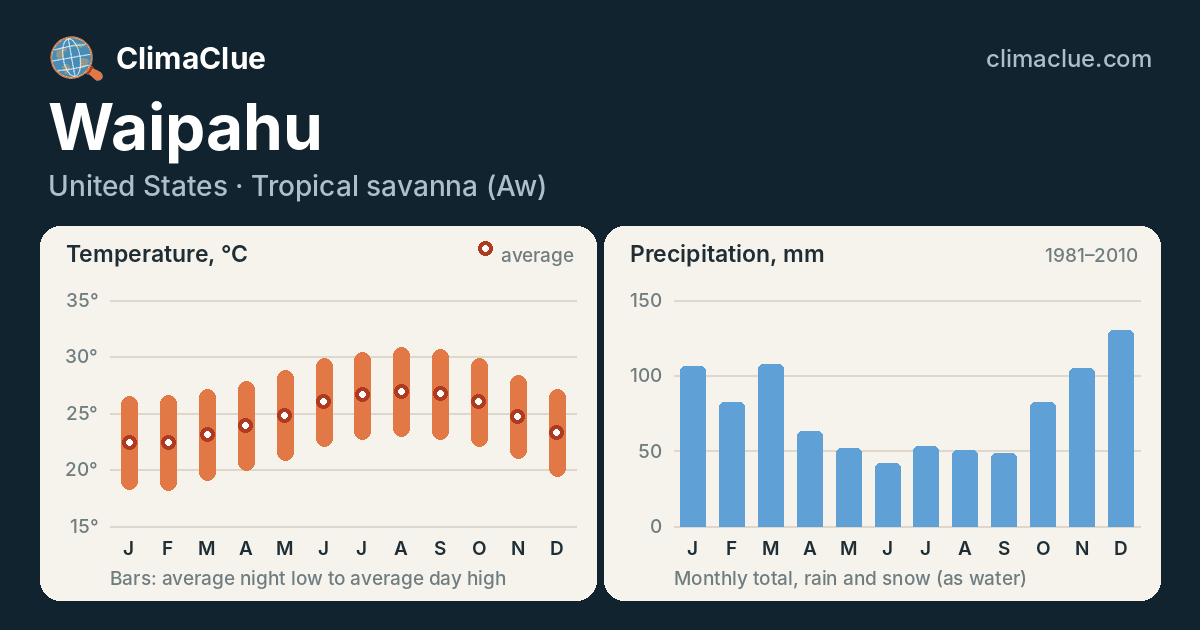 ClimaClue
climaclue.com
Waipahu
United States · Tropical savanna (Aw)
Temperature, °C
average
35°
30°
25°
20°
15°
J F M A M J J A S O N D
Bars: average night low to average day high
Precipitation, mm
1981–2010
150
100
50
0
J F M A M J J A S O N D
Monthly total, rain and snow (as water)